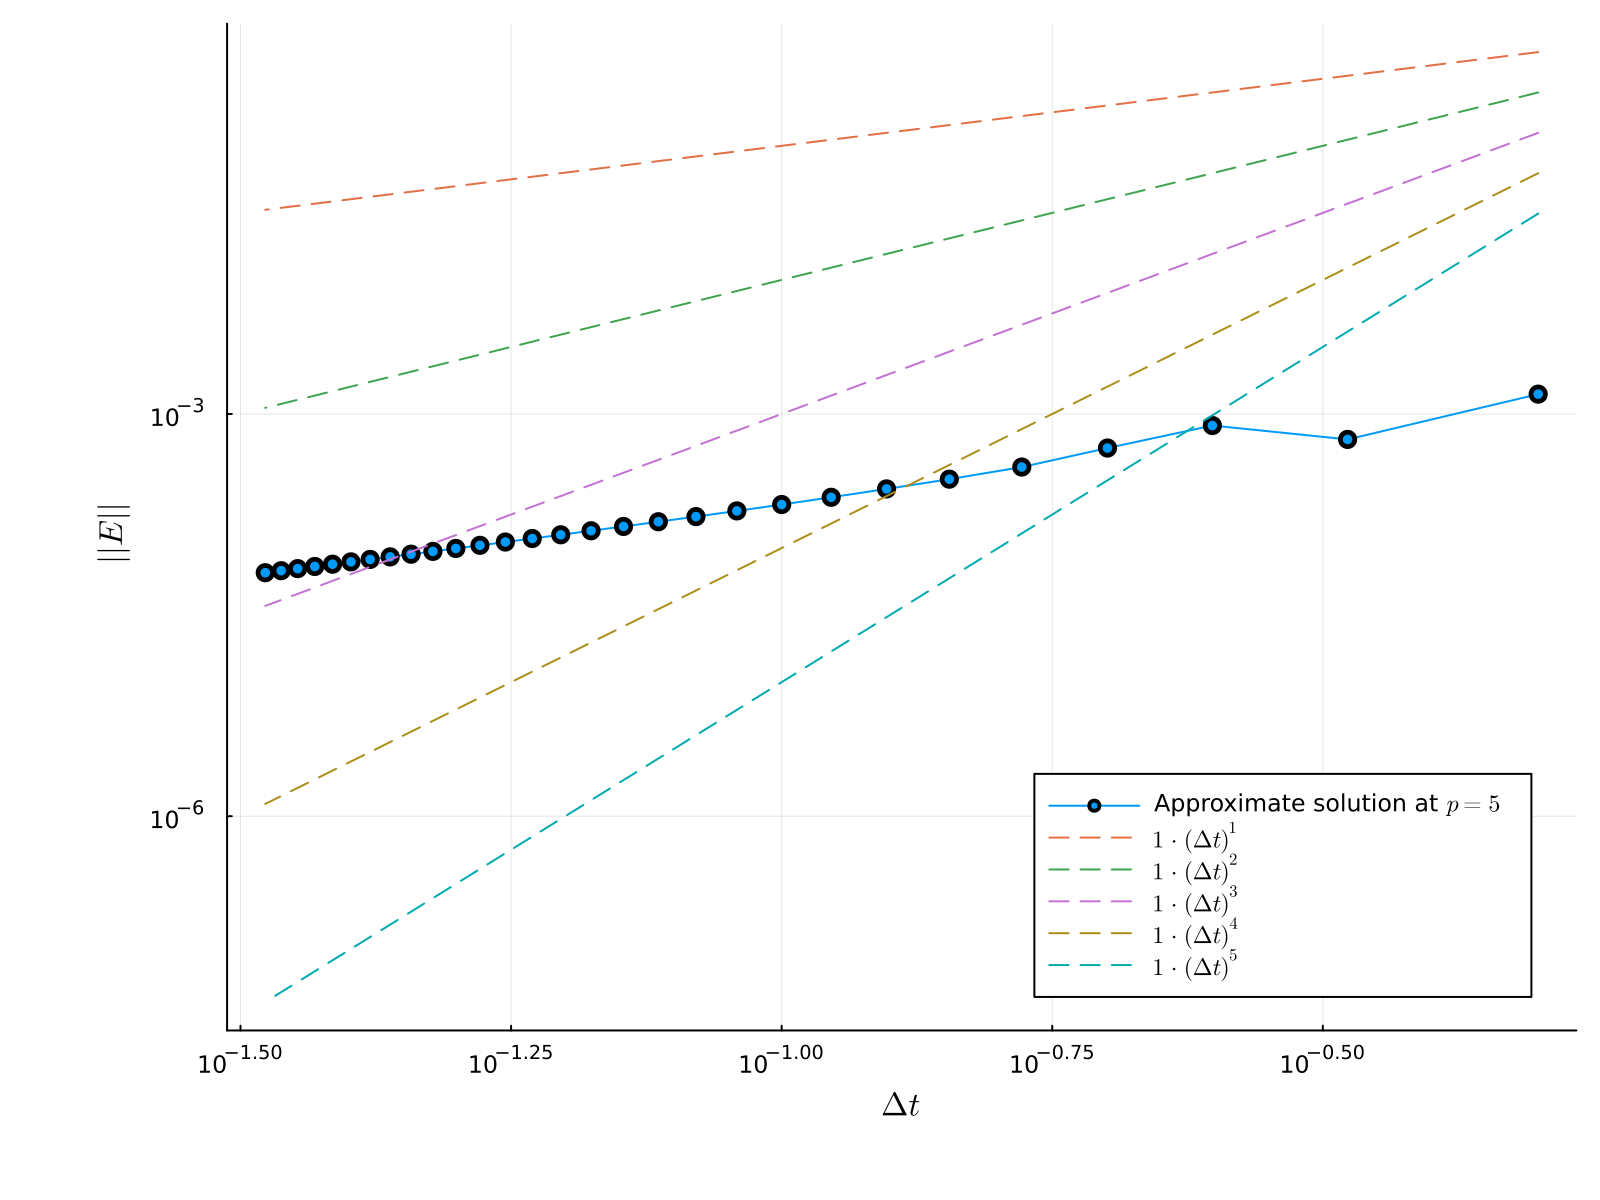 10⁻³
10⁻⁶
||E||
10⁻¹·⁵⁰ 10⁻¹·²⁵ 10⁻¹·⁰⁰ 10⁻⁰·⁷⁵ 10⁻⁰·⁵⁰
Δt
Approximate solution at p = 5
1 · (Δt)¹
1 · (Δt)²
1 · (Δt)³
1 · (Δt)⁴
1 · (Δt)⁵